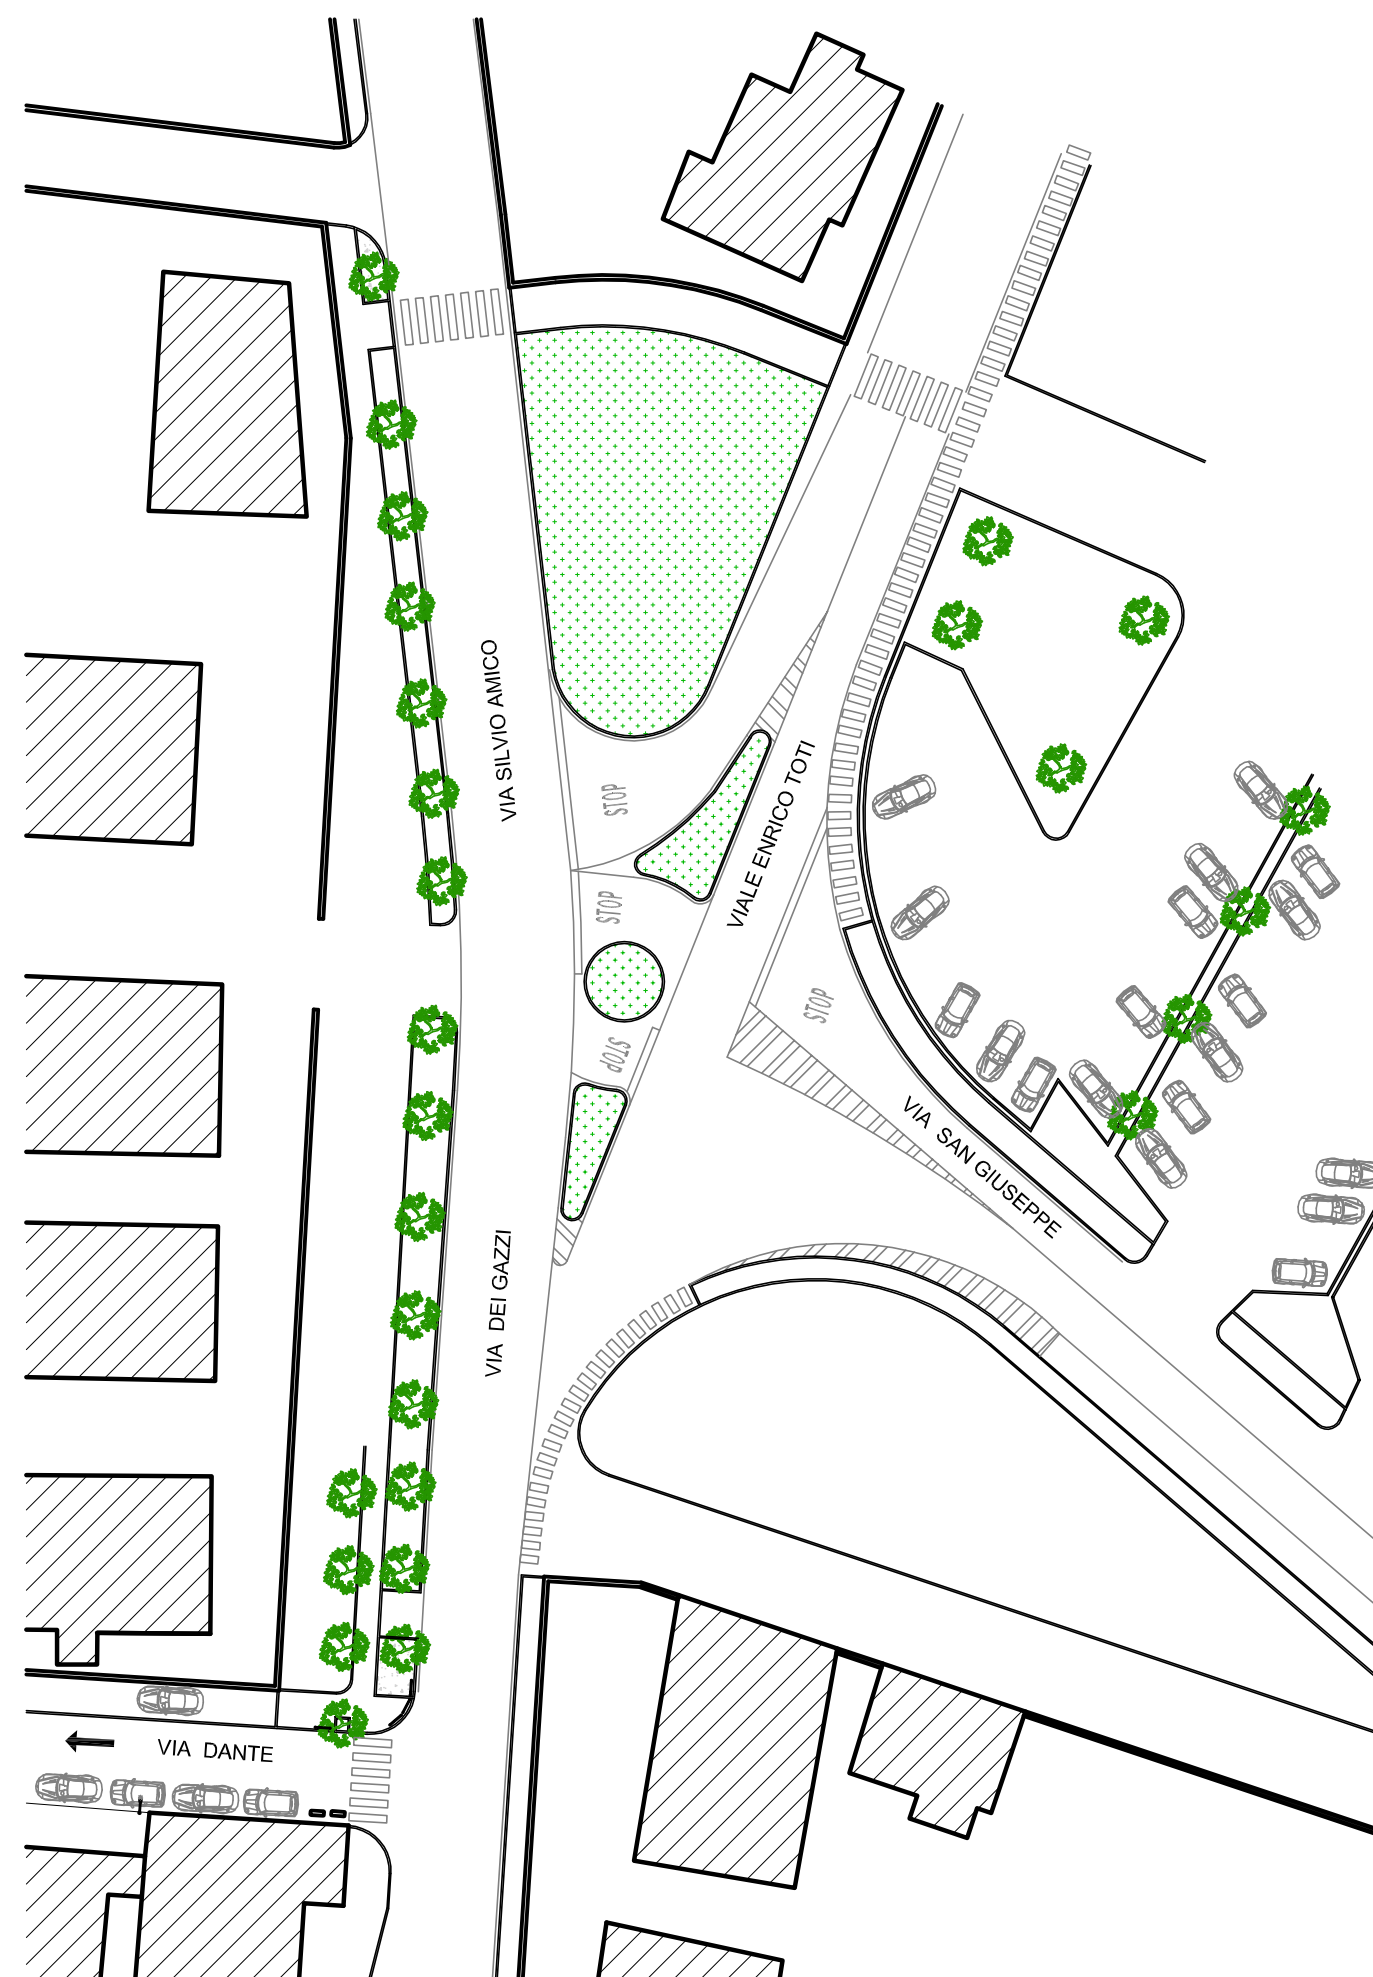 VIA SILVIO AMICO
STOP
VIALE ENRICO TOTI
STOP
STOP
STOP
VIA SAN GIUSEPPE
VIA DEI GAZZI
VIA DANTE